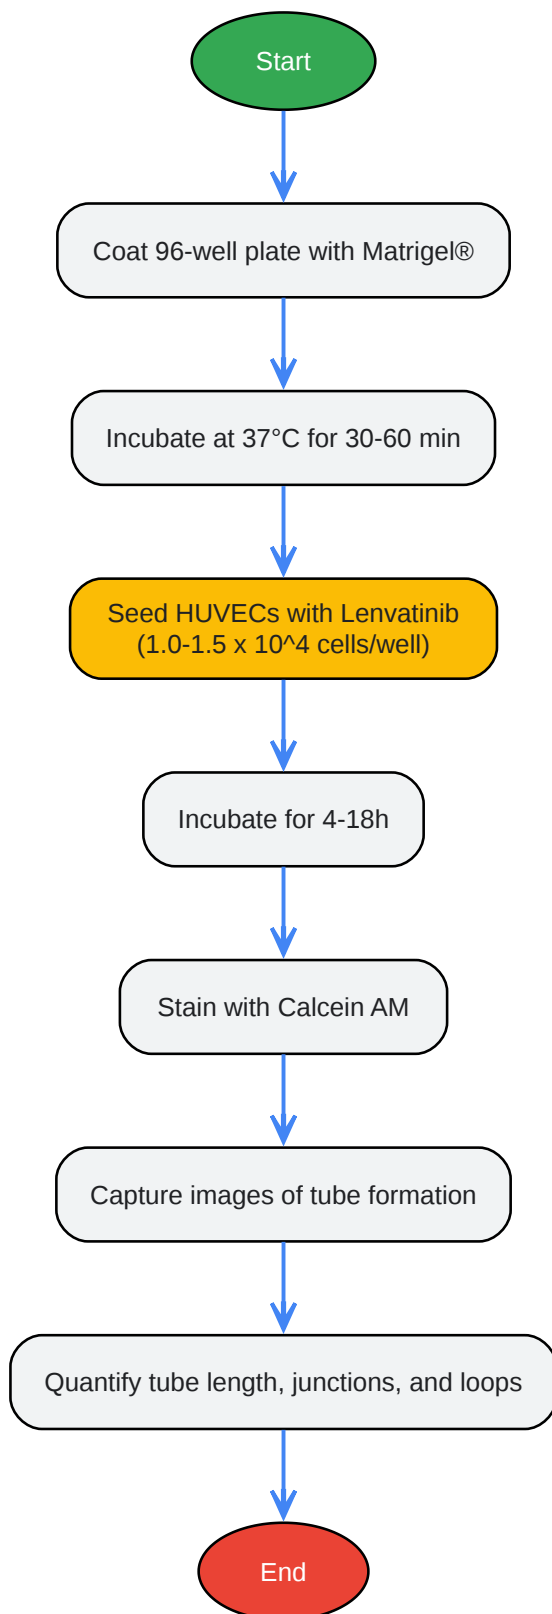 Start
Coat 96-well plate with Matrigel®
Incubate at 37°C for 30-60 min
Seed HUVECs with Lenvatinib
(1.0-1.5 x 10^4 cells/well)
Incubate for 4-18h
Stain with Calcein AM
Capture images of tube formation
Quantify tube length, junctions, and loops
End